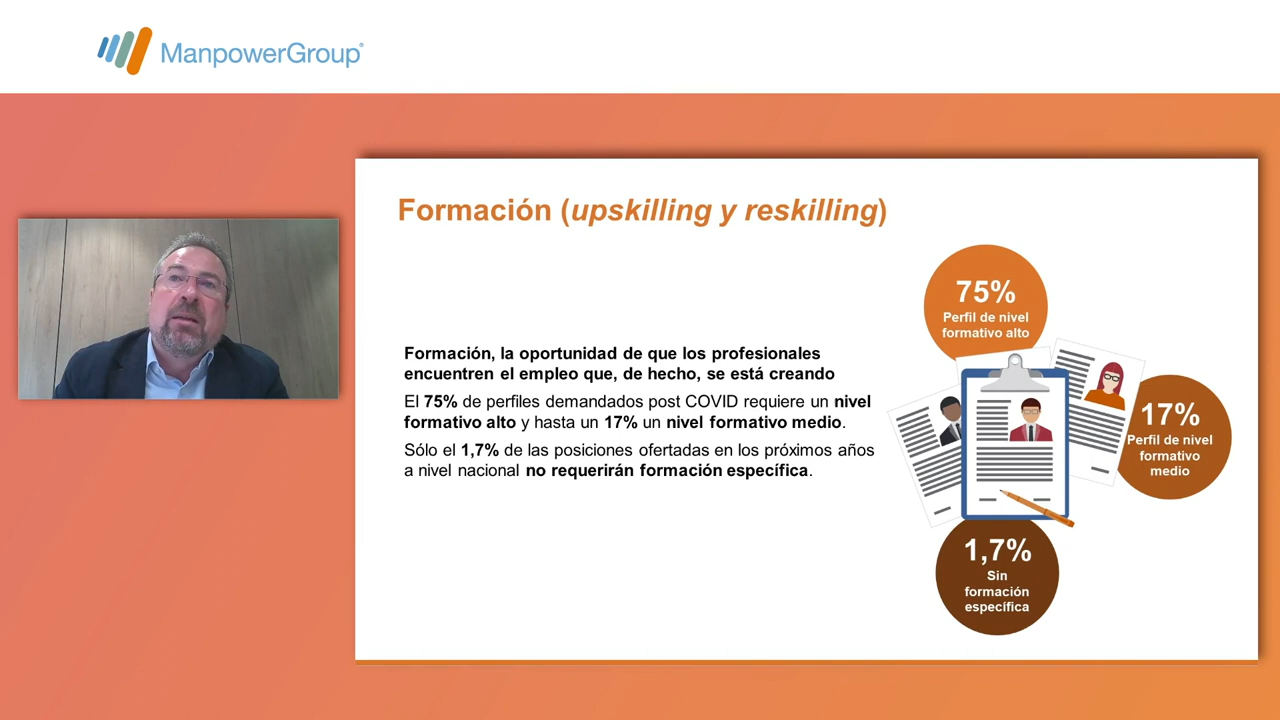 ManpowerGroup®
Formación (upskilling y reskilling)
75%
Perfil de nivel
formativo alto
Formación, la oportunidad de que los profesionales
encuentren el empleo que, de hecho, se está creando
El 75% de perfiles demandados post COVID requiere un nivel
formativo alto y hasta un 17% un nivel formativo medio.
Sólo el 1,7% de las posiciones ofertadas en los próximos años
a nivel nacional no requerirán formación específica.
17%
Perfil de nivel
formativo
medio
1,7%
Sin
formación
específica